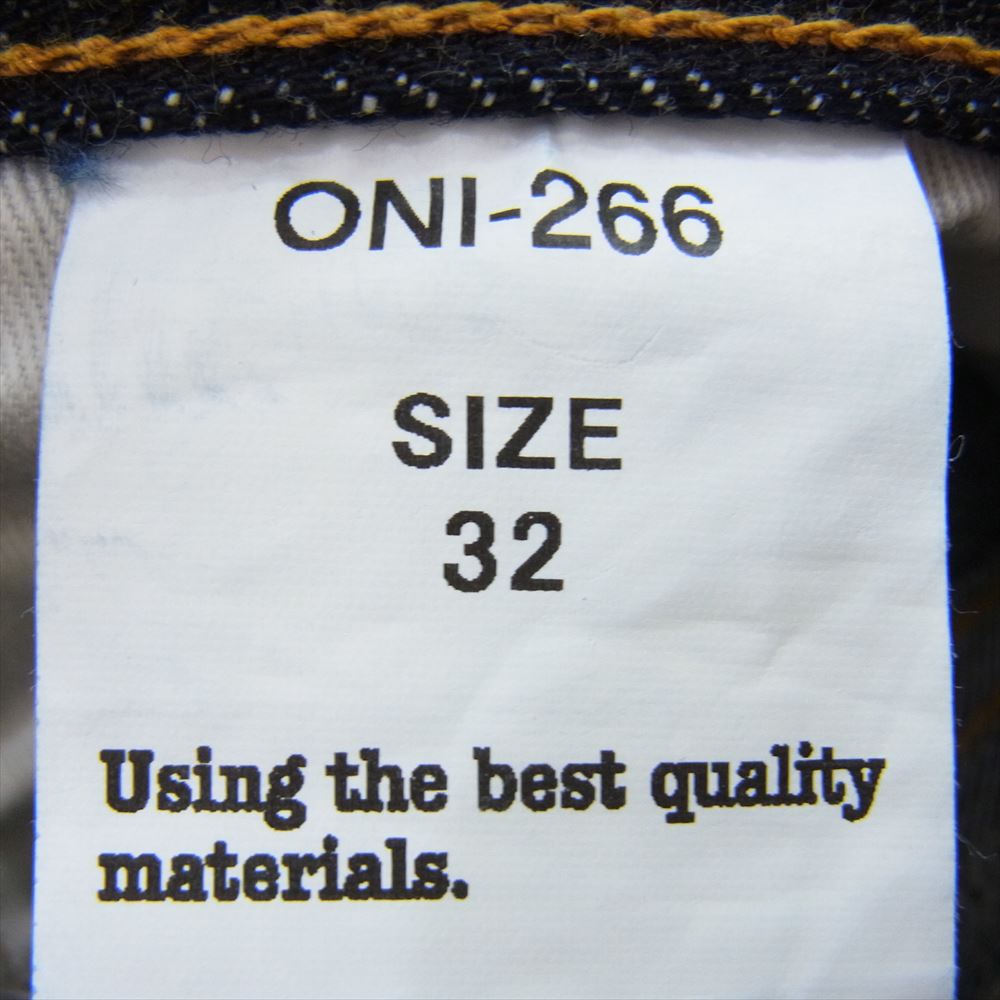 ONI-266
SIZE
32
Using the best quality
materials.